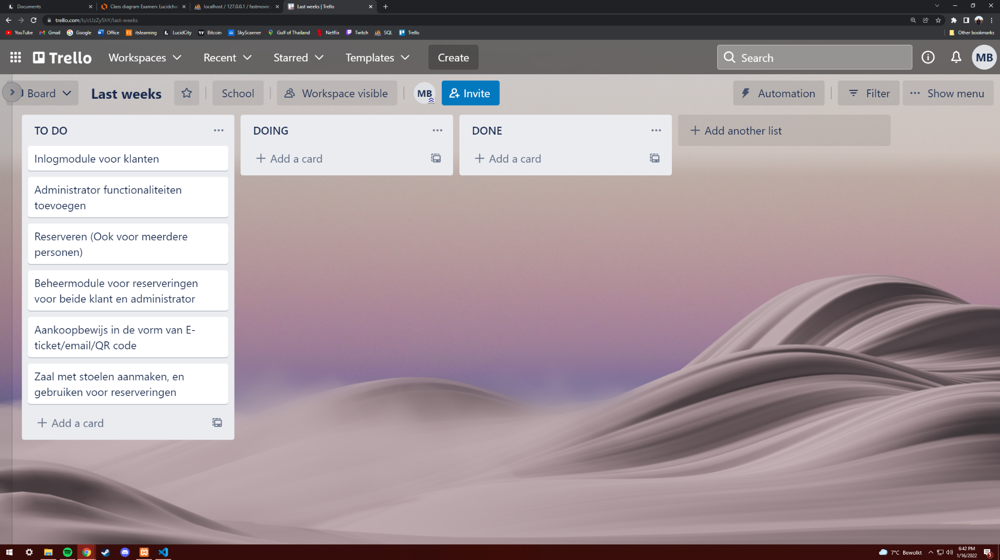 Documents
Class diagram Examen: Lucidcha
localhost / 127.0.0.1 / fastmovie
Last weeks | Trello
trello.com/b/cUzZy5hY/last-weeks
YouTube Gmail Google Office itslearning LucidCity Bitcoin SkyScanner Gulf of Thailand Netflix Twitch SQL Trello Other bookmarks
Trello Workspaces Recent Starred Templates Create Search MB
Board Last weeks School Workspace visible MB Invite Automation Filter Show menu
TO DO
Inlogmodule voor klanten
Administrator functionaliteiten
toevoegen
Reserveren (Ook voor meerdere
personen)
Beheermodule voor reserveringen
voor beide klant en administrator
Aankoopbewijs in de vorm van E-
ticket/email/QR code
Zaal met stoelen aanmaken, en
gebruiken voor reserveringen
Add a card
DOING
Add a card
DONE
Add a card
Add another list
7°C Bewolkt
6:42 PM
1/16/2022
5